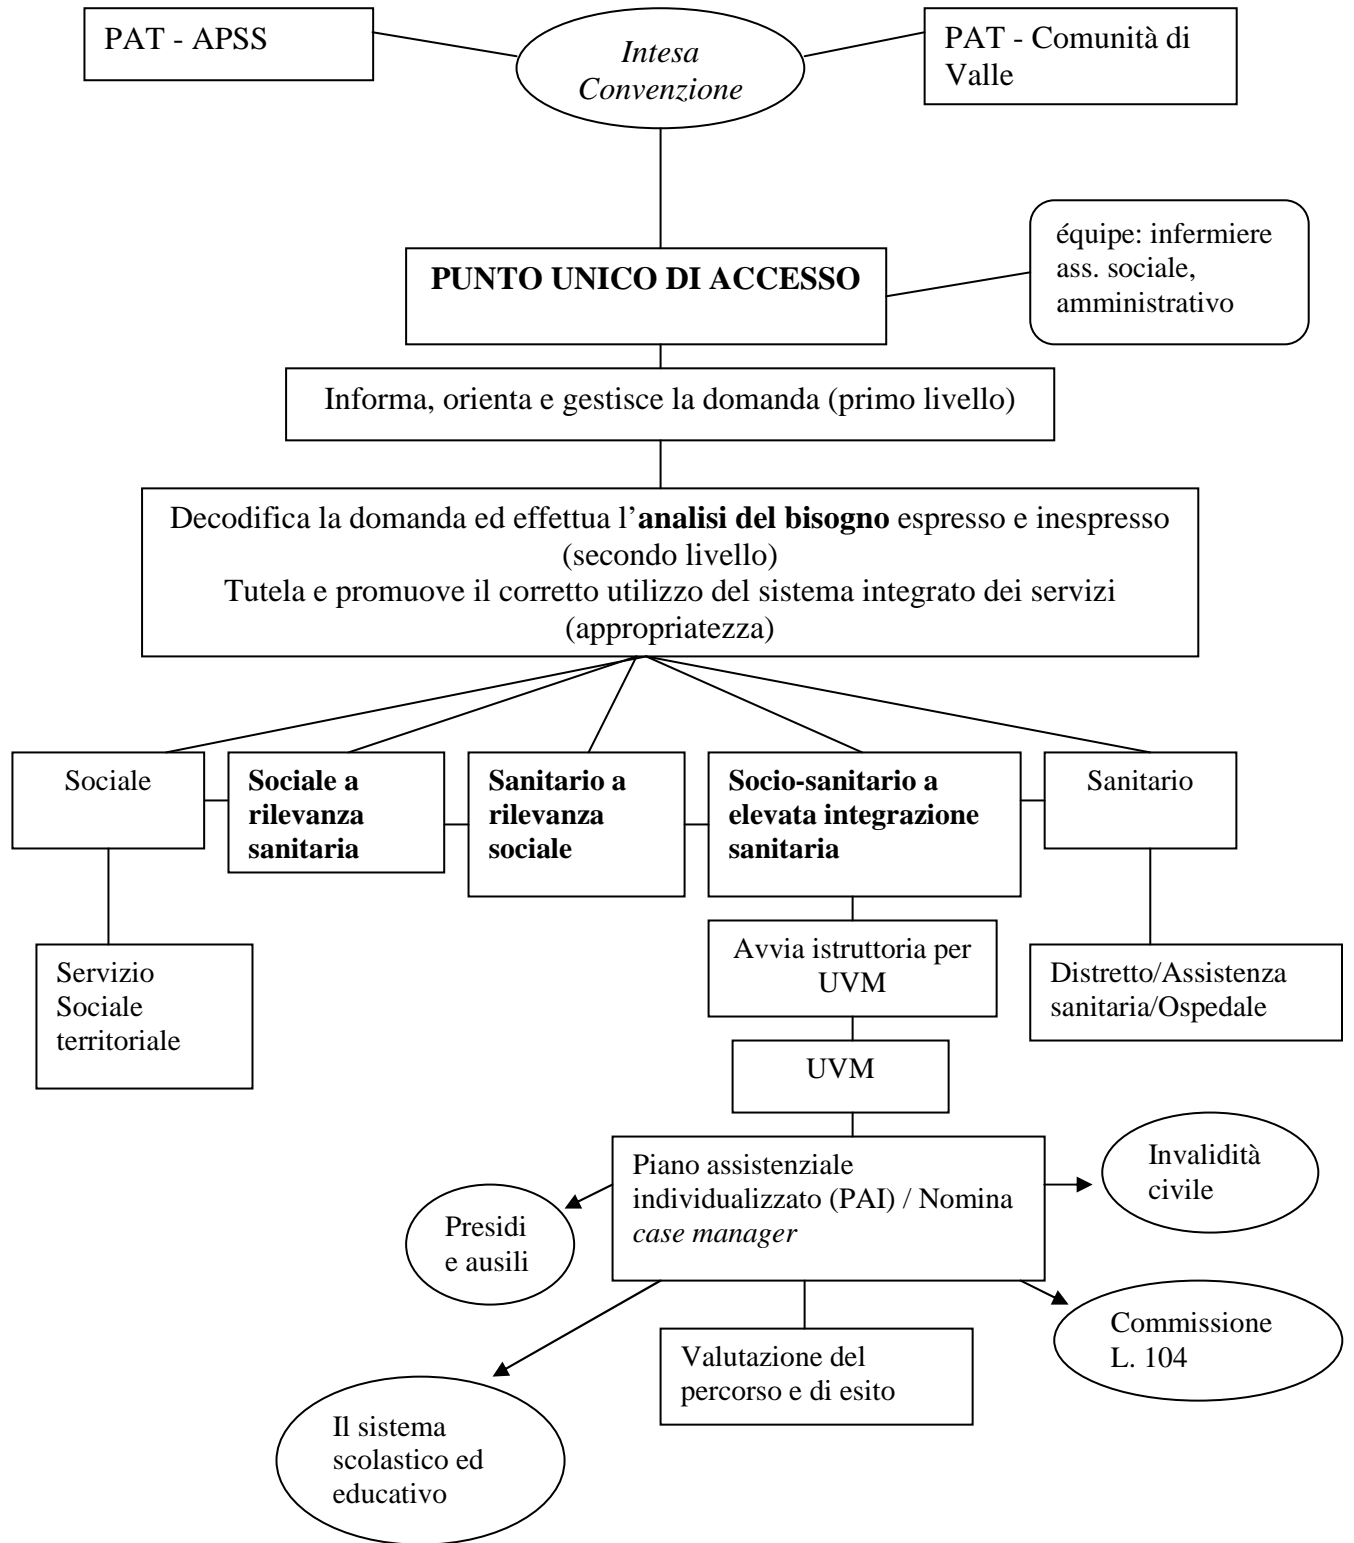 PAT - APSS
Intesa
Convenzione
PAT - Comunità di
Valle
équipe: infermiere
ass. sociale,
amministrativo
PUNTO UNICO DI ACCESSO
Informa, orienta e gestisce la domanda (primo livello)
Decodifica la domanda ed effettua l’analisi del bisogno espresso e inespresso
(secondo livello)
Tutela e promuove il corretto utilizzo del sistema integrato dei servizi
(appropriatezza)
Sociale
Sociale a
rilevanza
sanitaria
Sanitario a
rilevanza
sociale
Socio-sanitario a
elevata integrazione
sanitaria
Sanitario
Servizio
Sociale
territoriale
Avvia istruttoria per
UVM
Distretto/Assistenza
sanitaria/Ospedale
UVM
Piano assistenziale
individualizzato (PAI) / Nomina
case manager
Invalidità
civile
Presidi
e ausili
Commissione
L. 104
Valutazione del
percorso e di esito
Il sistema
scolastico ed
educativo